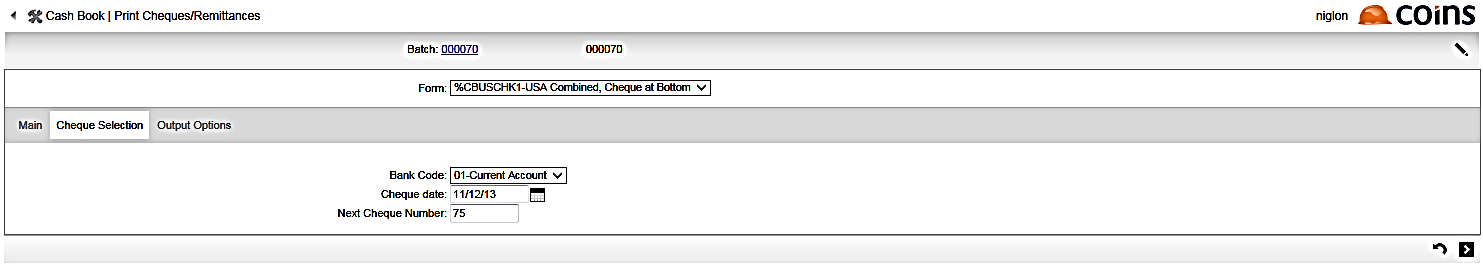 Cash Book | Print Cheques/Remittances
niglon
coins
Batch: 000070 000070
Form: %CBUSCHK1-USA Combined, Cheque at Bottom
Main Cheque Selection Output Options
Bank Code: 01-Current Account
Cheque date: 11/12/13
Next Cheque Number: 75